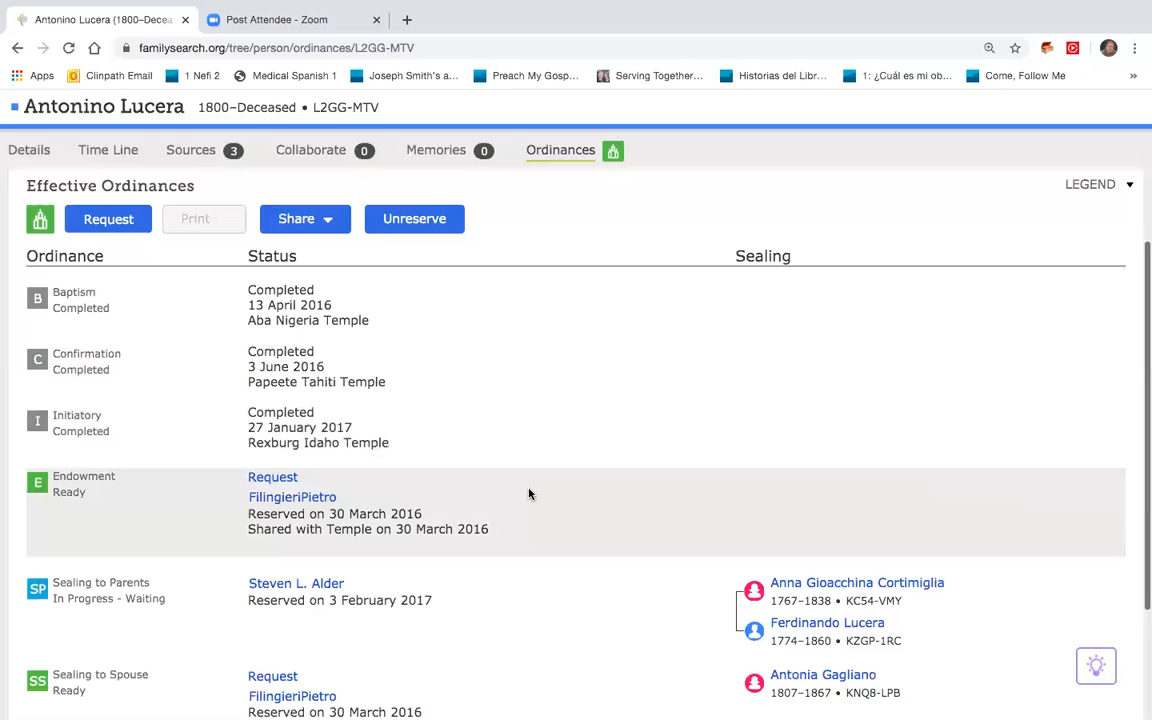 Antonino Lucera (1800–Decea
Post Attendee - Zoom
familysearch.org/tree/person/ordinances/L2GG-MTV
Apps Clinpath Email 1 Nefi 2 Medical Spanish 1 Joseph Smith's a... Preach My Gosp... Serving Together... Historias del Libr... 1: ¿Cuál es mi ob... Come, Follow Me »
Antonino Lucera 1800–Deceased • L2GG-MTV
Details Time Line Sources 3 Collaborate 0 Memories 0 Ordinances
Effective Ordinances LEGEND
Request Print Share Unreserve
Ordinance Status Sealing
B Baptism
Completed
Completed
13 April 2016
Aba Nigeria Temple
C Confirmation
Completed
Completed
3 June 2016
Papeete Tahiti Temple
I Initiatory
Completed
Completed
27 January 2017
Rexburg Idaho Temple
E Endowment
Ready
Request
FilingieriPietro
Reserved on 30 March 2016
Shared with Temple on 30 March 2016
SP Sealing to Parents
In Progress - Waiting
Steven L. Alder
Reserved on 3 February 2017
Anna Gioacchina Cortimiglia
1767–1838 • KC54-VMY
Ferdinando Lucera
1774–1860 • KZGP-1RC
SS Sealing to Spouse
Ready
Request
FilingieriPietro
Reserved on 30 March 2016
Antonia Gagliano
1807–1867 • KNQ8-LPB